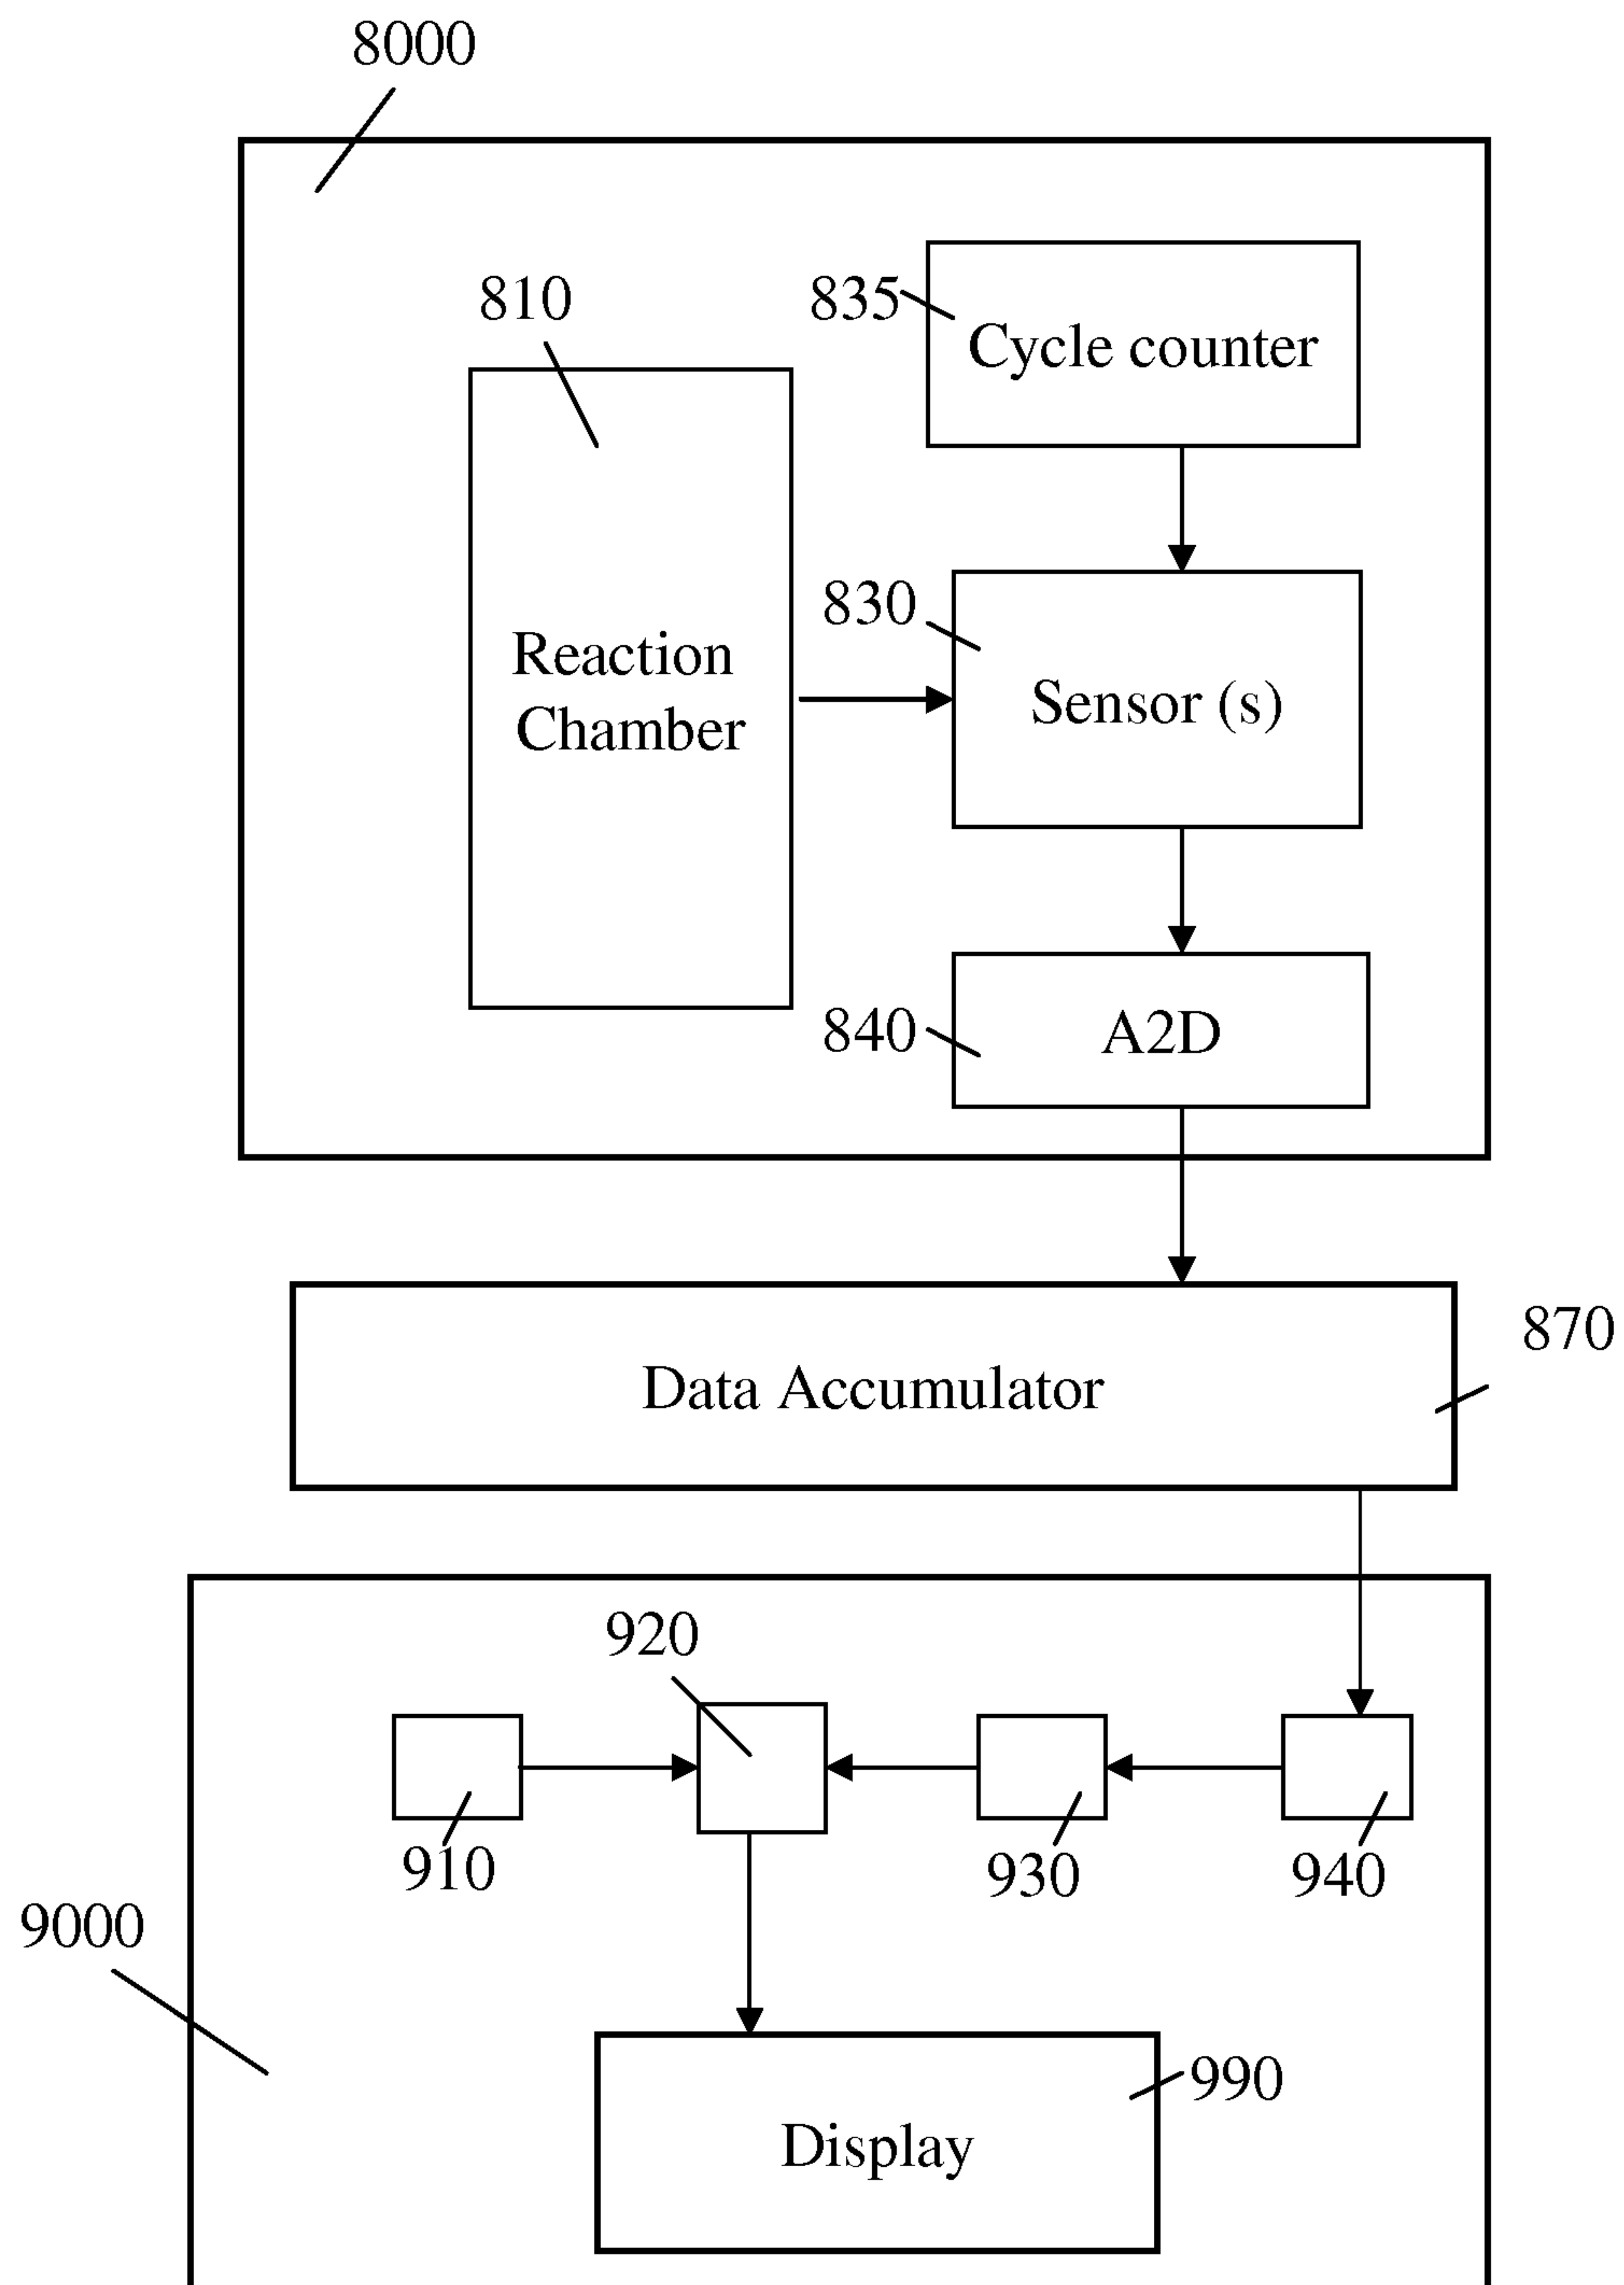 8000
810
835
Cycle counter
830
Reaction
Chamber
Sensor (s)
840
A2D
870
Data Accumulator
920
910
930
940
9000
990
Display